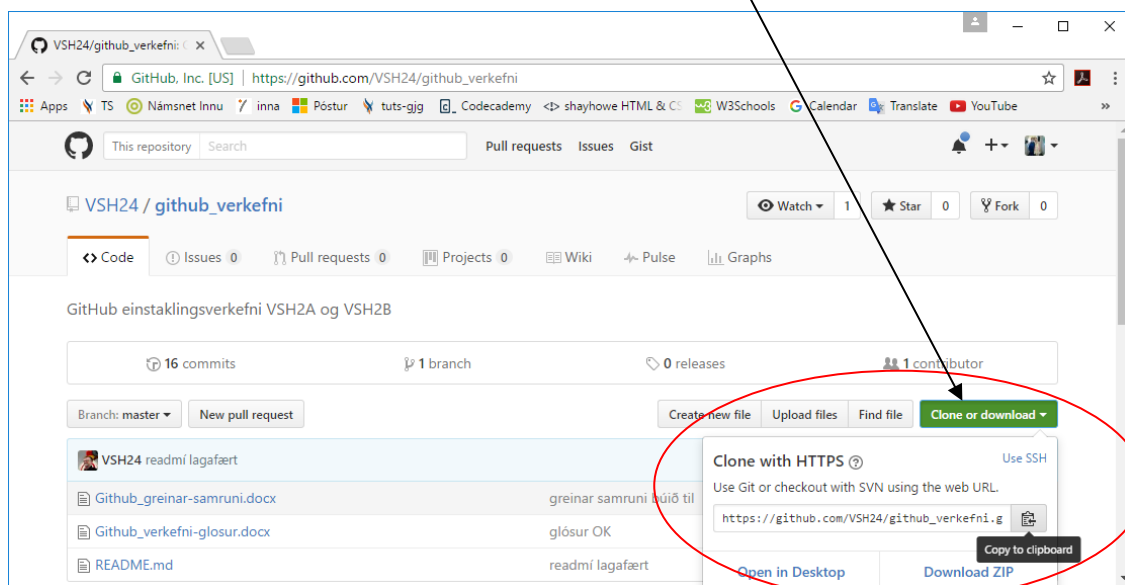 VSH24/github_verkefni: G
GitHub, Inc. [US] | https://github.com/VSH24/github_verkefni
Apps TS Námsnet Innu inna Póstur tuts-gjg Codecademy shayhowe HTML & CS W3Schools Calendar Translate YouTube »
This repository Search Pull requests Issues Gist
VSH24 / github_verkefni Watch 1 Star 0 Fork 0
Code Issues 0 Pull requests 0 Projects 0 Wiki Pulse Graphs
GitHub einstaklingsverkefni VSH2A og VSH2B
16 commits 1 branch 0 releases 1 contributor
Branch: master New pull request Create new file Upload files Find file Clone or download
VSH24 readmí lagafært
Clone with HTTPS Use SSH
Use Git or checkout with SVN using the web URL.
Github_greinar-samruni.docx greinar samruni búið til
https://github.com/VSH24/github_verkefni.g
Github_verkefni-glosur.docx glósur OK
Copy to clipboard
README.md readmí lagafært
Open in Desktop Download ZIP